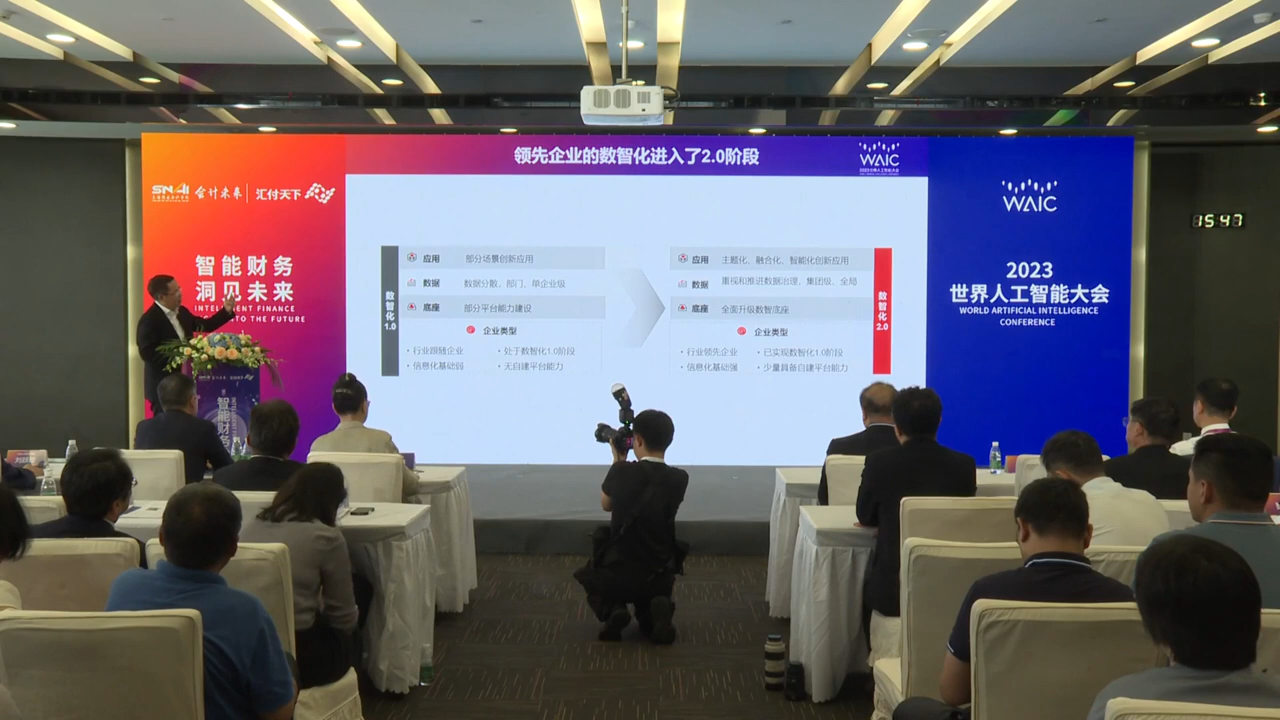 领先企业的数智化进入了2.0阶段
WAIC
SNAI 会计未来 汇付天下
智能财务
洞见未来
INTELLIGENT FINANCE
INTO THE FUTURE
数智化1.0
应用 部分场景创新应用
数据 数据分散、部门、单企业级
底座 部分平台能力建设
企业类型
• 行业跟随企业 • 处于数智化1.0阶段
• 信息化基础弱 • 无自建平台能力
应用 主题化、融合化、智能化创新应用
数据 重视和推进数据治理，集团级、全局
底座 全面升级数智底座
企业类型
• 行业领先企业 • 已实现数智化1.0阶段
• 信息化基础强 • 少量具备自建平台能力
数智化2.0
WAIC
2023
世界人工智能大会
WORLD ARTIFICIAL INTELLIGENCE
CONFERENCE
15:47
智能财务